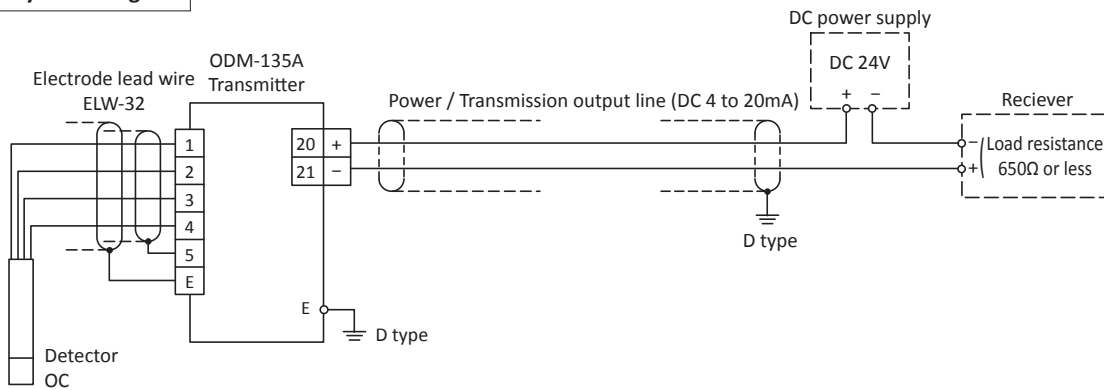 ODM-135A
Transmitter
Electrode lead wire
ELW-32
1
2
3
4
5
E
20 +
21 −
E
D type
Detector
OC
Power / Transmission output line (DC 4 to 20mA)
D type
DC power supply
DC 24V
+ −
Reciever
− Load resistance
+ 650Ω or less